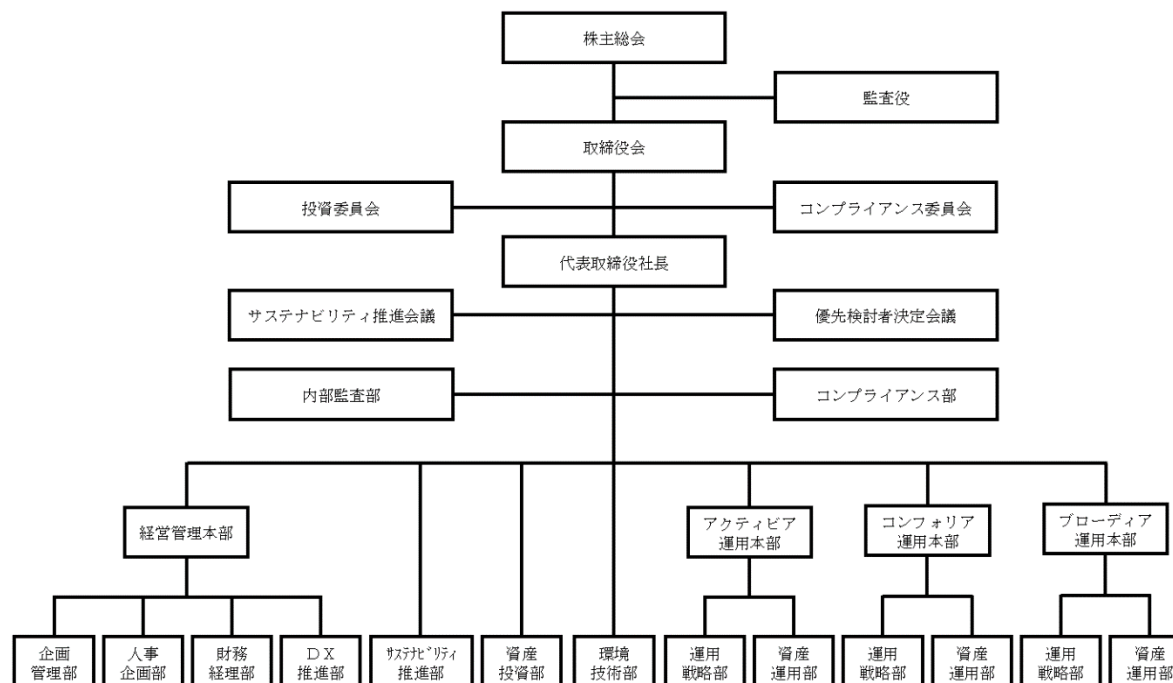 株主総会
監査役
取締役会
投資委員会
コンプライアンス委員会
代表取締役社長
サステナビリティ推進会議
優先検討者決定会議
内部監査部
コンプライアンス部
経営管理本部
アクティビア
運用本部
コンフォリア
運用本部
ブローディア
運用本部
企画
管理部
人事
企画部
財務
経理部
DX
推進部
ｻｽﾃﾅﾋﾞﾘﾃｨ
推進部
資産
投資部
環境
技術部
運用
戦略部
資産
運用部
運用
戦略部
資産
運用部
運用
戦略部
資産
運用部